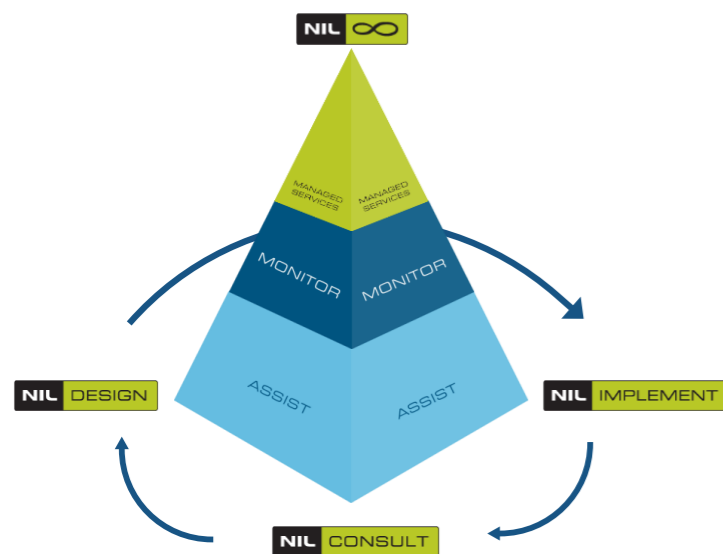 NIL ∞
MANAGED
SERVICES
MANAGED
SERVICES
MONITOR
MONITOR
ASSIST
ASSIST
NIL DESIGN
NIL IMPLEMENT
NIL CONSULT